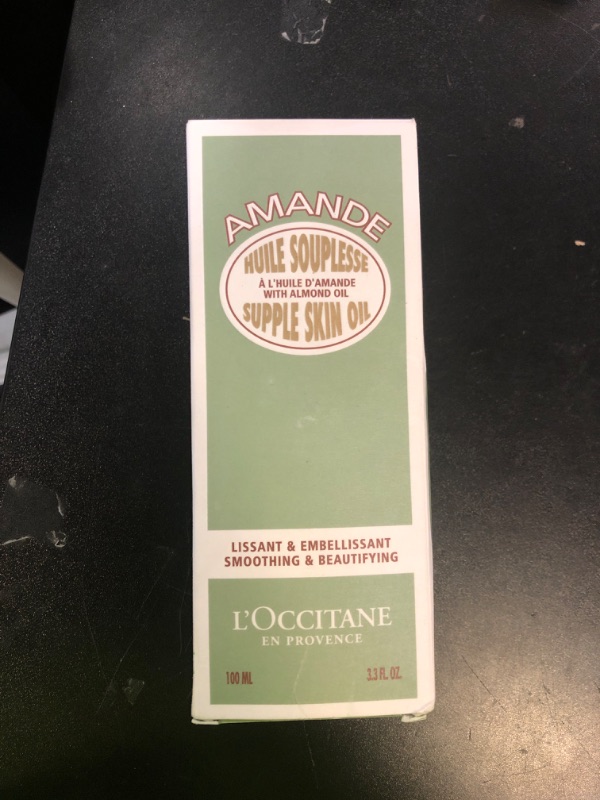 AMANDE
HUILE SOUPLESSE
À L'HUILE D'AMANDE
WITH ALMOND OIL
SUPPLE SKIN OIL
LISSANT & EMBELLISSANT
SMOOTHING & BEAUTIFYING
L'OCCITANE
EN PROVENCE
100 ML 3.3 FL. OZ.